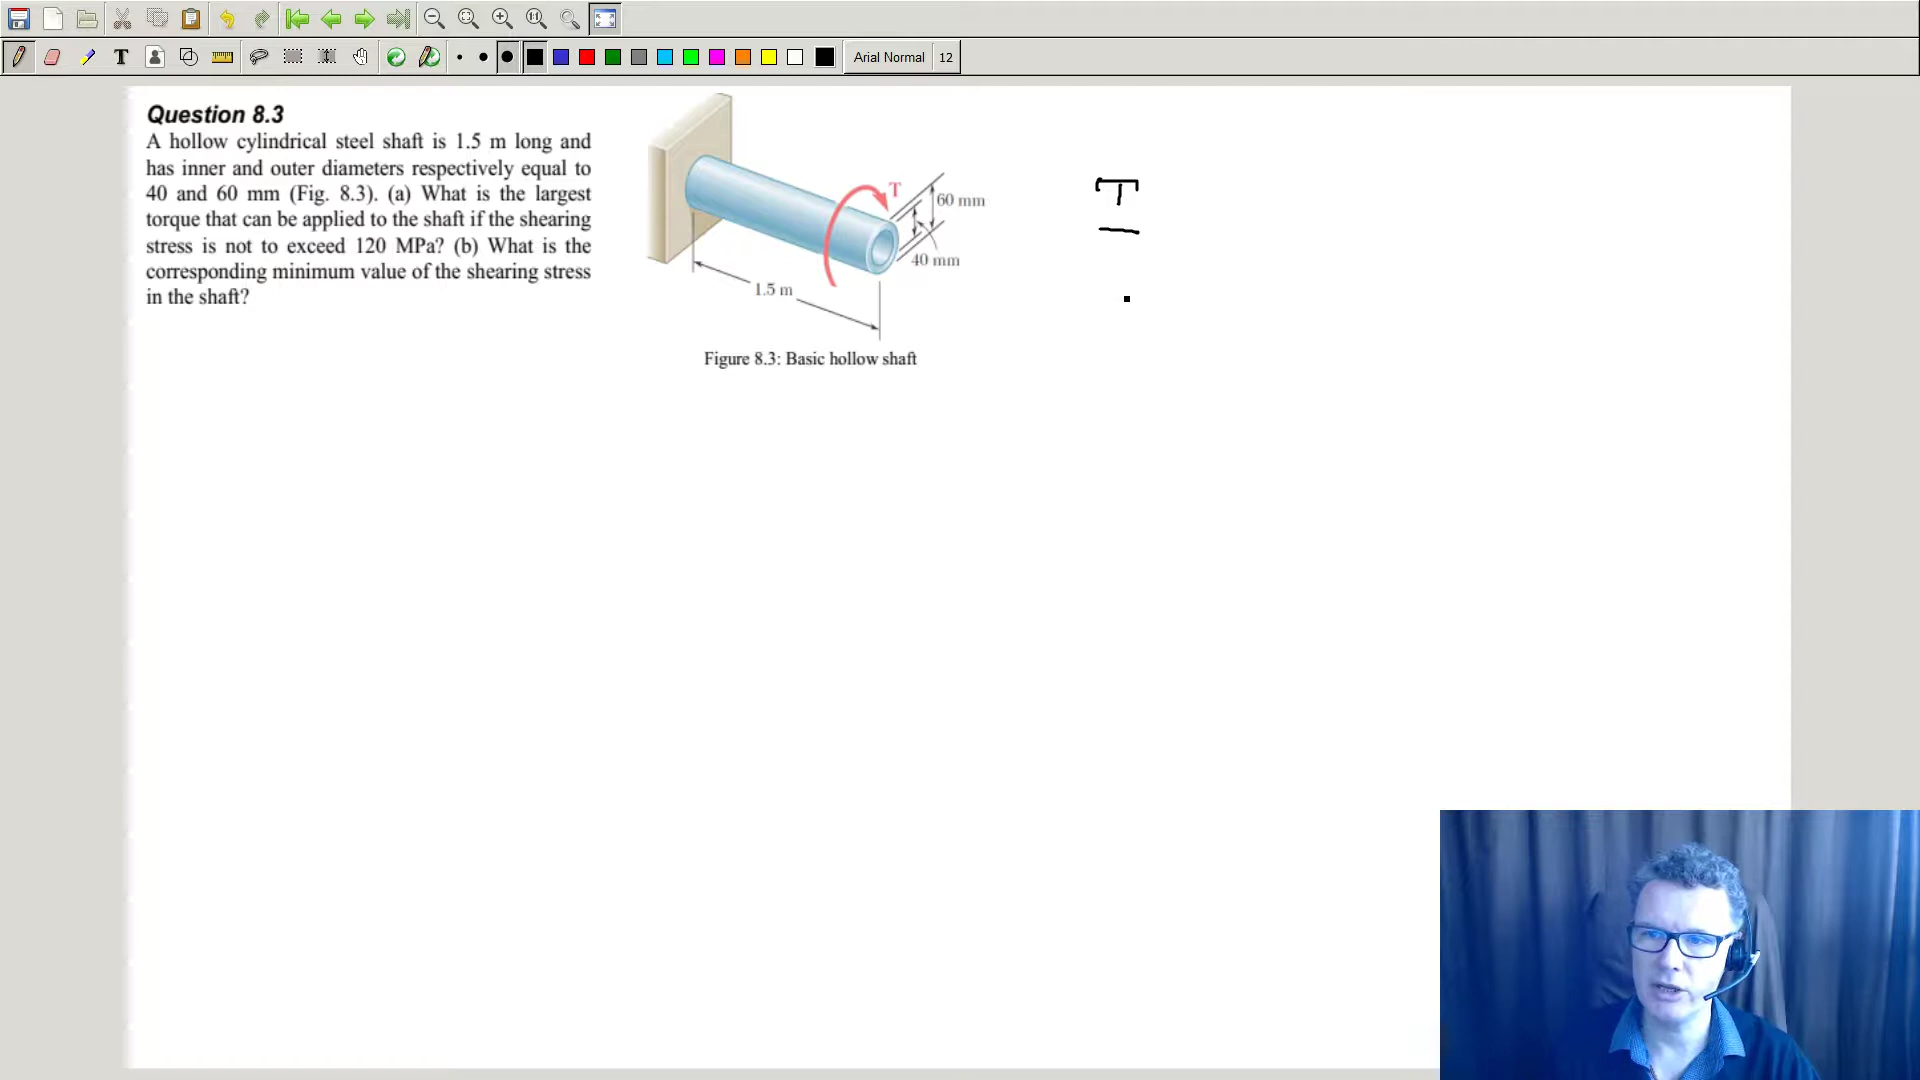 T
1:1
T
Arial Normal 12
Question 8.3
A hollow cylindrical steel shaft is 1.5 m long and
has inner and outer diameters respectively equal to
40 and 60 mm (Fig. 8.3). (a) What is the largest
torque that can be applied to the shaft if the shearing
stress is not to exceed 120 MPa? (b) What is the
corresponding minimum value of the shearing stress
in the shaft?
T
60 mm
40 mm
1.5 m
Figure 8.3: Basic hollow shaft
T